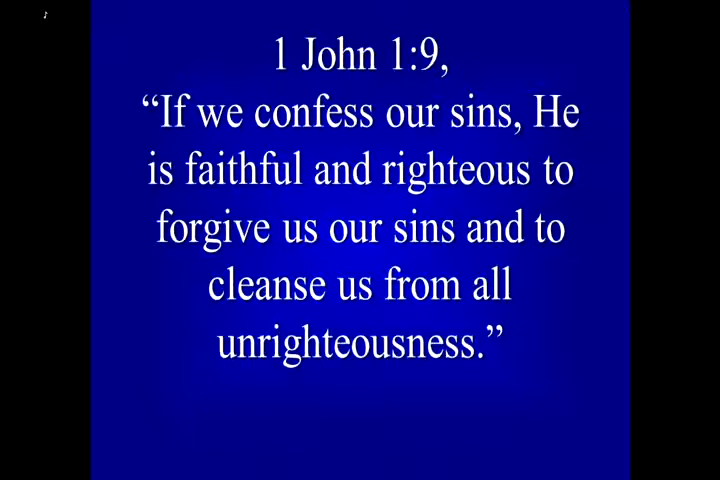 1 John 1:9,
“If we confess our sins, He
is faithful and righteous to
forgive us our sins and to
cleanse us from all
unrighteousness.”